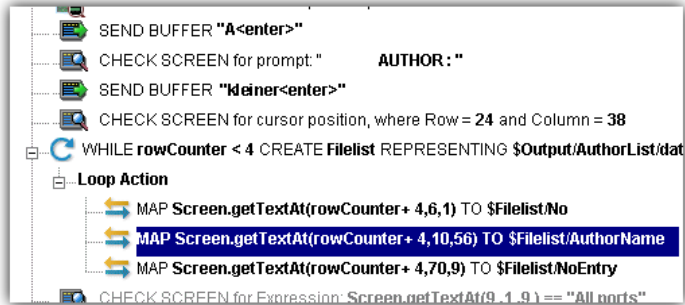 SEND BUFFER "A<enter>"
CHECK SCREEN for prompt: " AUTHOR : "
SEND BUFFER "kleiner<enter>"
CHECK SCREEN for cursor position, where Row = 24 and Column = 38
WHILE rowCounter < 4 CREATE Filelist REPRESENTING $Output/AuthorList/dat
Loop Action
MAP Screen.getTextAt(rowCounter+ 4,6,1) TO $Filelist/No
MAP Screen.getTextAt(rowCounter+ 4,10,56) TO $Filelist/AuthorName
MAP Screen.getTextAt(rowCounter+ 4,70,9) TO $Filelist/NoEntry
CHECK SCREEN for Expression: Screen.getTextAt(9 ,1 ,9 ) == "All ports"